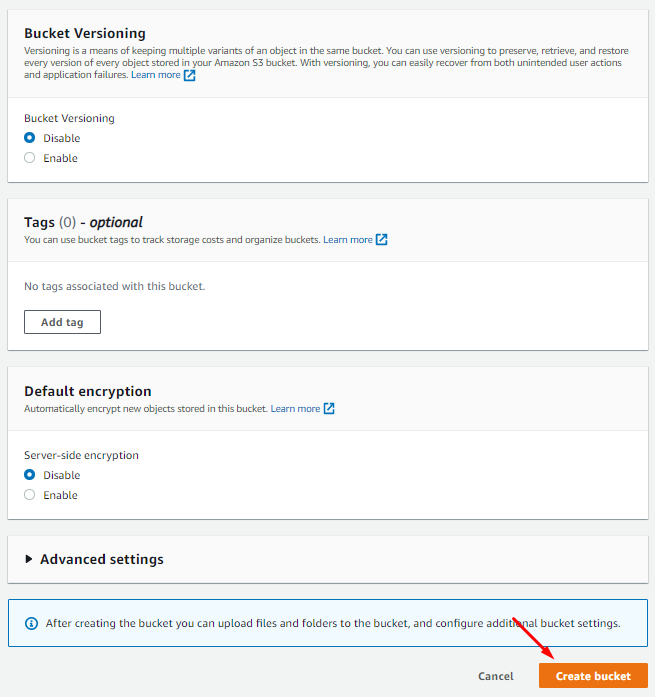 Bucket Versioning
Versioning is a means of keeping multiple variants of an object in the same bucket. You can use versioning to preserve, retrieve, and restore
every version of every object stored in your Amazon S3 bucket. With versioning, you can easily recover from both unintended user actions
and application failures. Learn more
Bucket Versioning
Disable
Enable
Tags (0) - optional
You can use bucket tags to track storage costs and organize buckets. Learn more
No tags associated with this bucket.
Add tag
Default encryption
Automatically encrypt new objects stored in this bucket. Learn more
Server-side encryption
Disable
Enable
Advanced settings
After creating the bucket you can upload files and folders to the bucket, and configure additional bucket settings.
Cancel
Create bucket